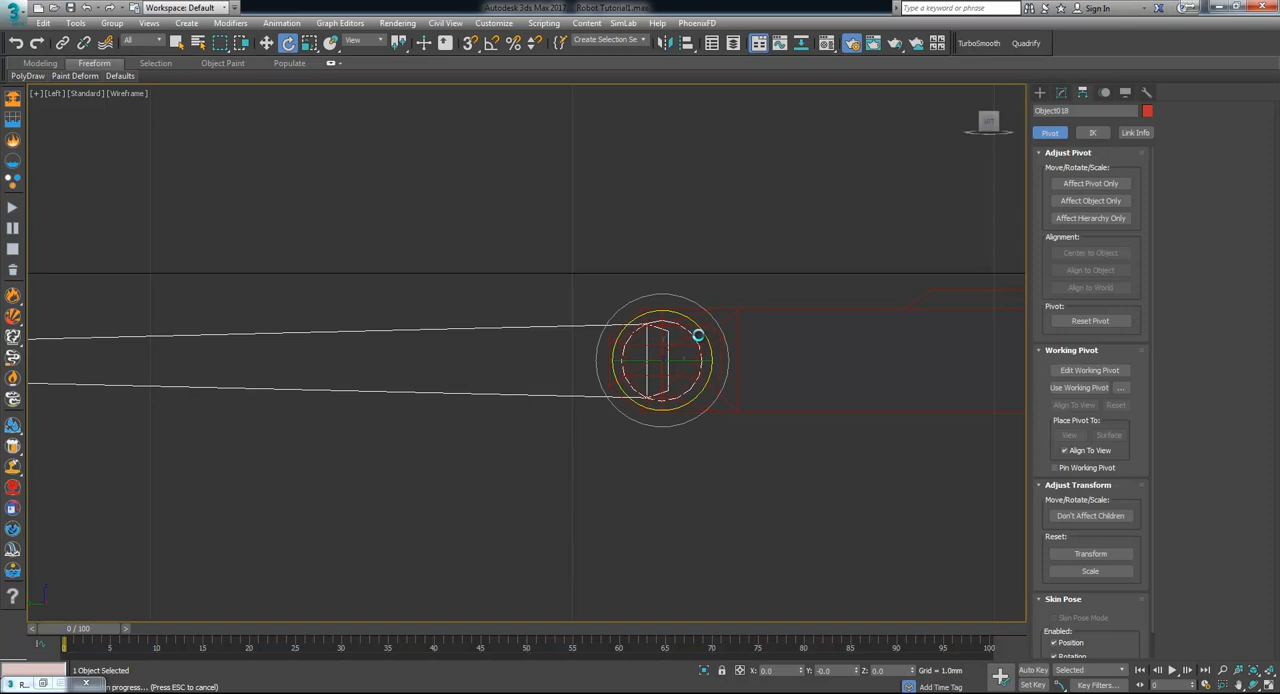 Workspace: Default
Autodesk 3ds Max 2017 Robot Tutorial1.max
Type a keyword or phrase
Sign In
Edit Tools Group Views Create Modifiers Animation Graph Editors Rendering Civil View Customize Scripting Content SimLab Help PhoenixFD
All
View
Create Selection Se
TurboSmooth Quadrify
Modeling Freeform Selection Object Paint Populate
PolyDraw Paint Deform Defaults
[+] [Left] [Standard] [Wireframe]
Object018
Pivot IK Link Info
Adjust Pivot
Move/Rotate/Scale:
Affect Pivot Only
Affect Object Only
Affect Hierarchy Only
Alignment:
Center to Object
Align to Object
Align to World
Pivot:
Reset Pivot
Working Pivot
Edit Working Pivot
Use Working Pivot ...
Align To View Reset
Place Pivot To:
View Surface
Align To View
Pin Working Pivot
Adjust Transform
Move/Rotate/Scale:
Don't Affect Children
Reset:
Transform
Scale
Skin Pose
Skin Pose Mode
Enabled:
Position
Rotation
< 0 / 100 >
0 5 10 15 20 25 30 35 40 45 50 55 60 65 70 75 80 85 90 95 100
1 Object Selected
X: 0.0 Y: -0.0 Z: 0.0 Grid = 1.0mm
Auto Key Selected
in progress... (Press ESC to cancel)
Add Time Tag
Set Key Key Filters... 0
3 R...